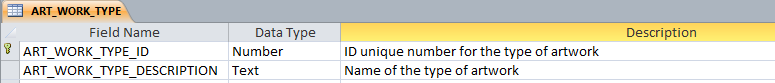 ART_WORK_TYPE
Field Name Data Type Description
ART_WORK_TYPE_ID Number ID unique number for the type of artwork
ART_WORK_TYPE_DESCRIPTION Text Name of the type of artwork